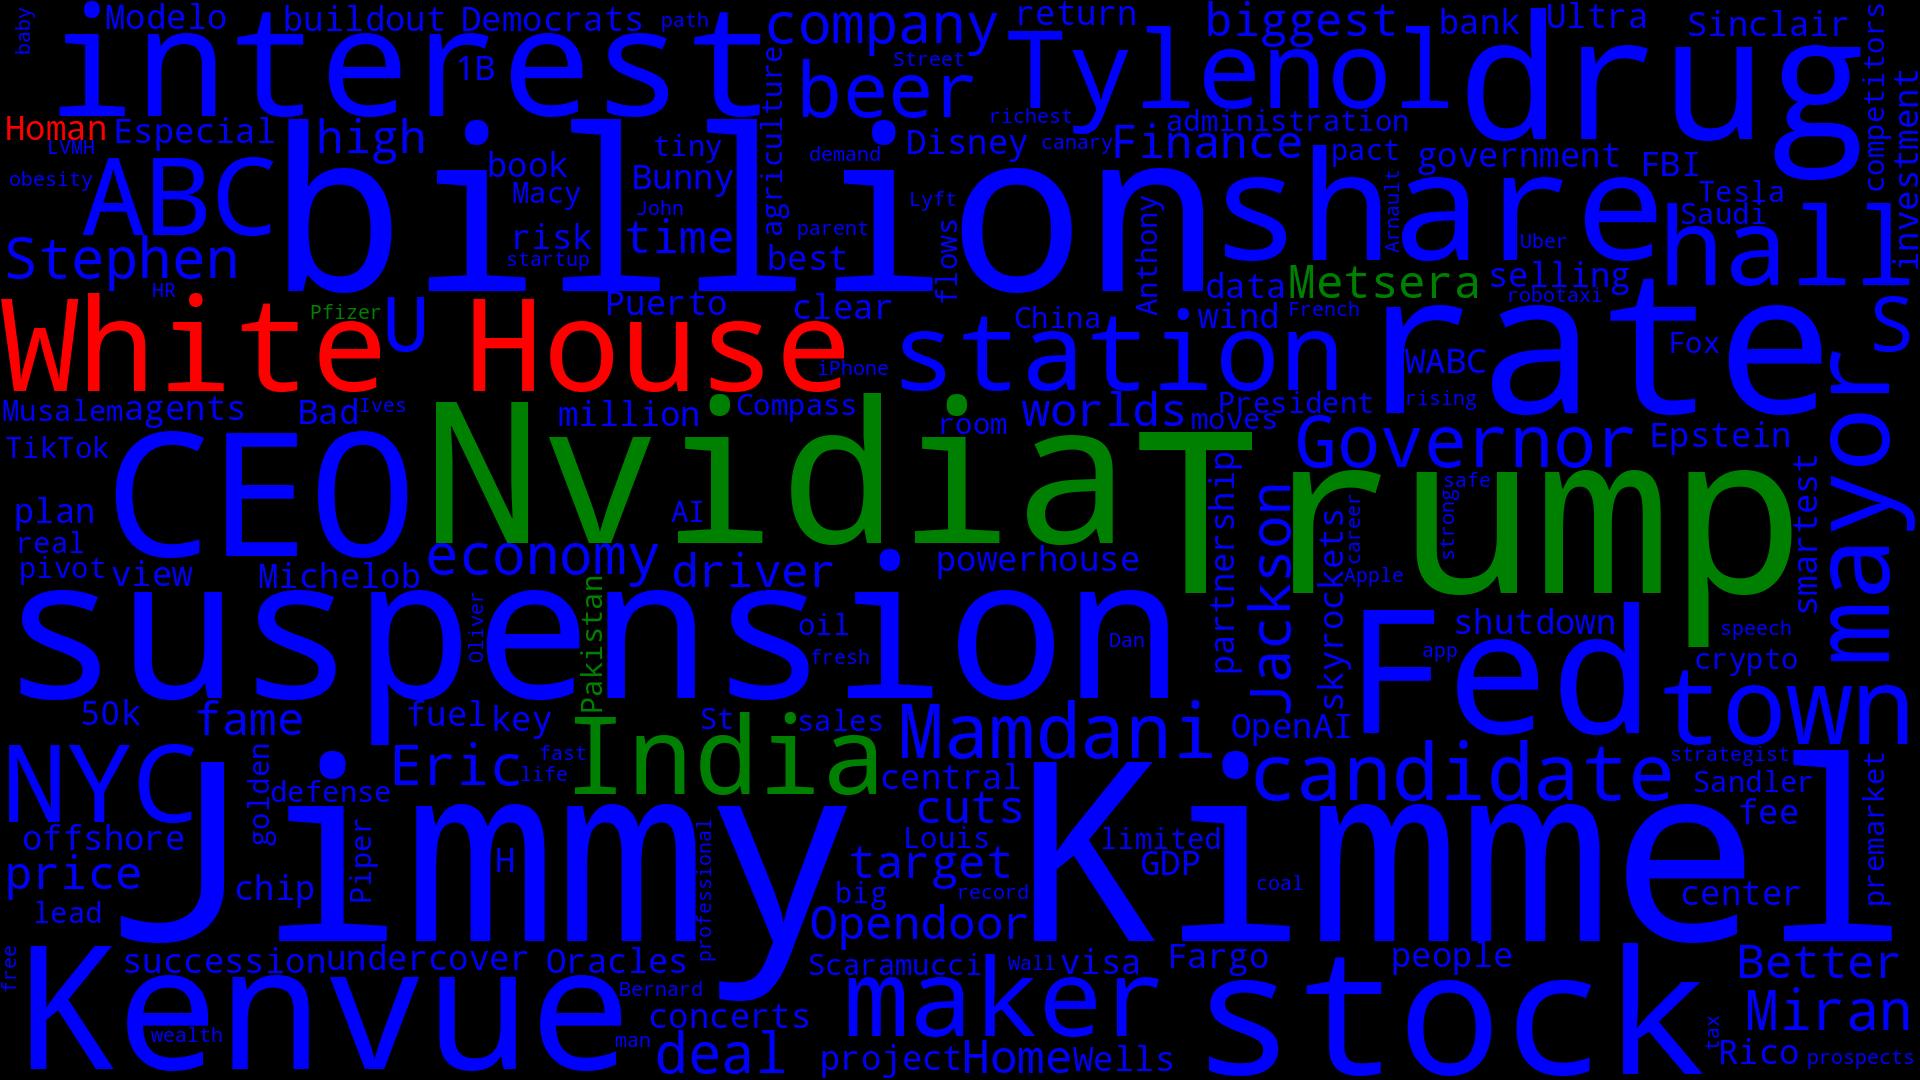 baby
Modelo
buildout
Democrats
path
company
return
biggest
bank
Ultra
Sinclair
competitors
interest
1B
beer
Street
Tylenol
drug
investment
Homan
Especial
high
LVMH
obesity
ABC
billion
book
tiny
Macy
Bunny
John
agriculture
demand
richest
Disney
canary
administration
Finance
pact
government
FBI
Tesla
Saudi
share
hall
Arnault
Lyft
Uber
Anthony
flows
parent
best
risk
startup
time
Stephen
HR
White House
Pfizer
U
Puerto
clear
iPhone
station
China
data
wind
Metsera
French
selling
robotaxi
rate
WABC
Fox
S
Musalem
agents
Bad
Ives
million
Compass
room
worlds
moves
President
rising
TikTok
CEO
Nvidia
AI
Trump
Governor
Epstein
mayor
smartest
safe
strong
career
Apple
skyrockets
Jackson
partnership
plan
real
pivot
view
Michelob
economy
driver
powerhouse
suspension
Oliver
Pakistan
oil
fresh
Dan
Fed
shutdown
app
speech
crypto
town
50k
fame
fuel
key
India
St
sales
Mamdani
OpenAI
NYC
Eric
fast
life
central
cuts
candidate
strategist
Sandler
fee
premarket
golden
defense
offshore
price
lead
chip
Piper
Jimmy Kimmel
H
professional
Louis
target
big
record
limited
GDP
coal
center
Opendoor
free
Kenvue
succession
undercover
Oracles
Bernard
wealth
man
concerts
deal
Scaramucci
Wall
visa
Fargo
people
maker
stock
Better
Miran
project
Home
Wells
tax
Rico
prospects